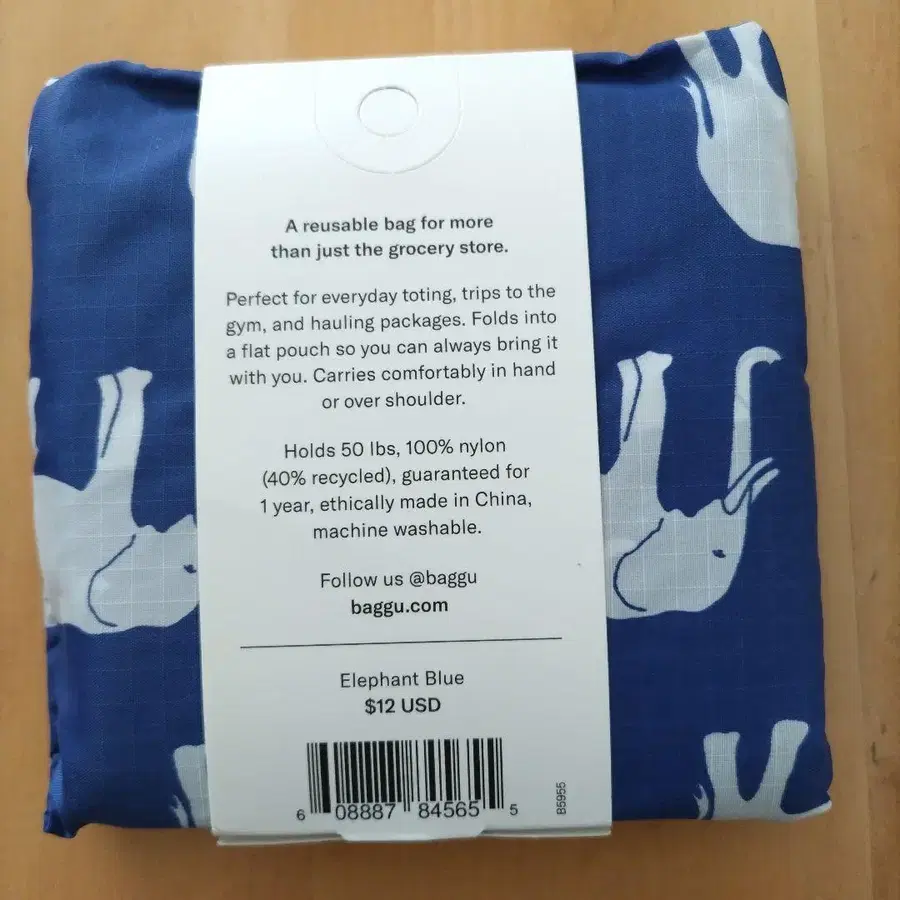 A reusable bag for more
than just the grocery store.
Perfect for everyday toting, trips to the
gym, and hauling packages. Folds into
a flat pouch so you can always bring it
with you. Carries comfortably in hand
or over shoulder.
Holds 50 lbs, 100% nylon
(40% recycled), guaranteed for
1 year, ethically made in China,
machine washable.
Follow us @baggu
baggu.com
Elephant Blue
$12 USD
6 08887 84565 5
B5955